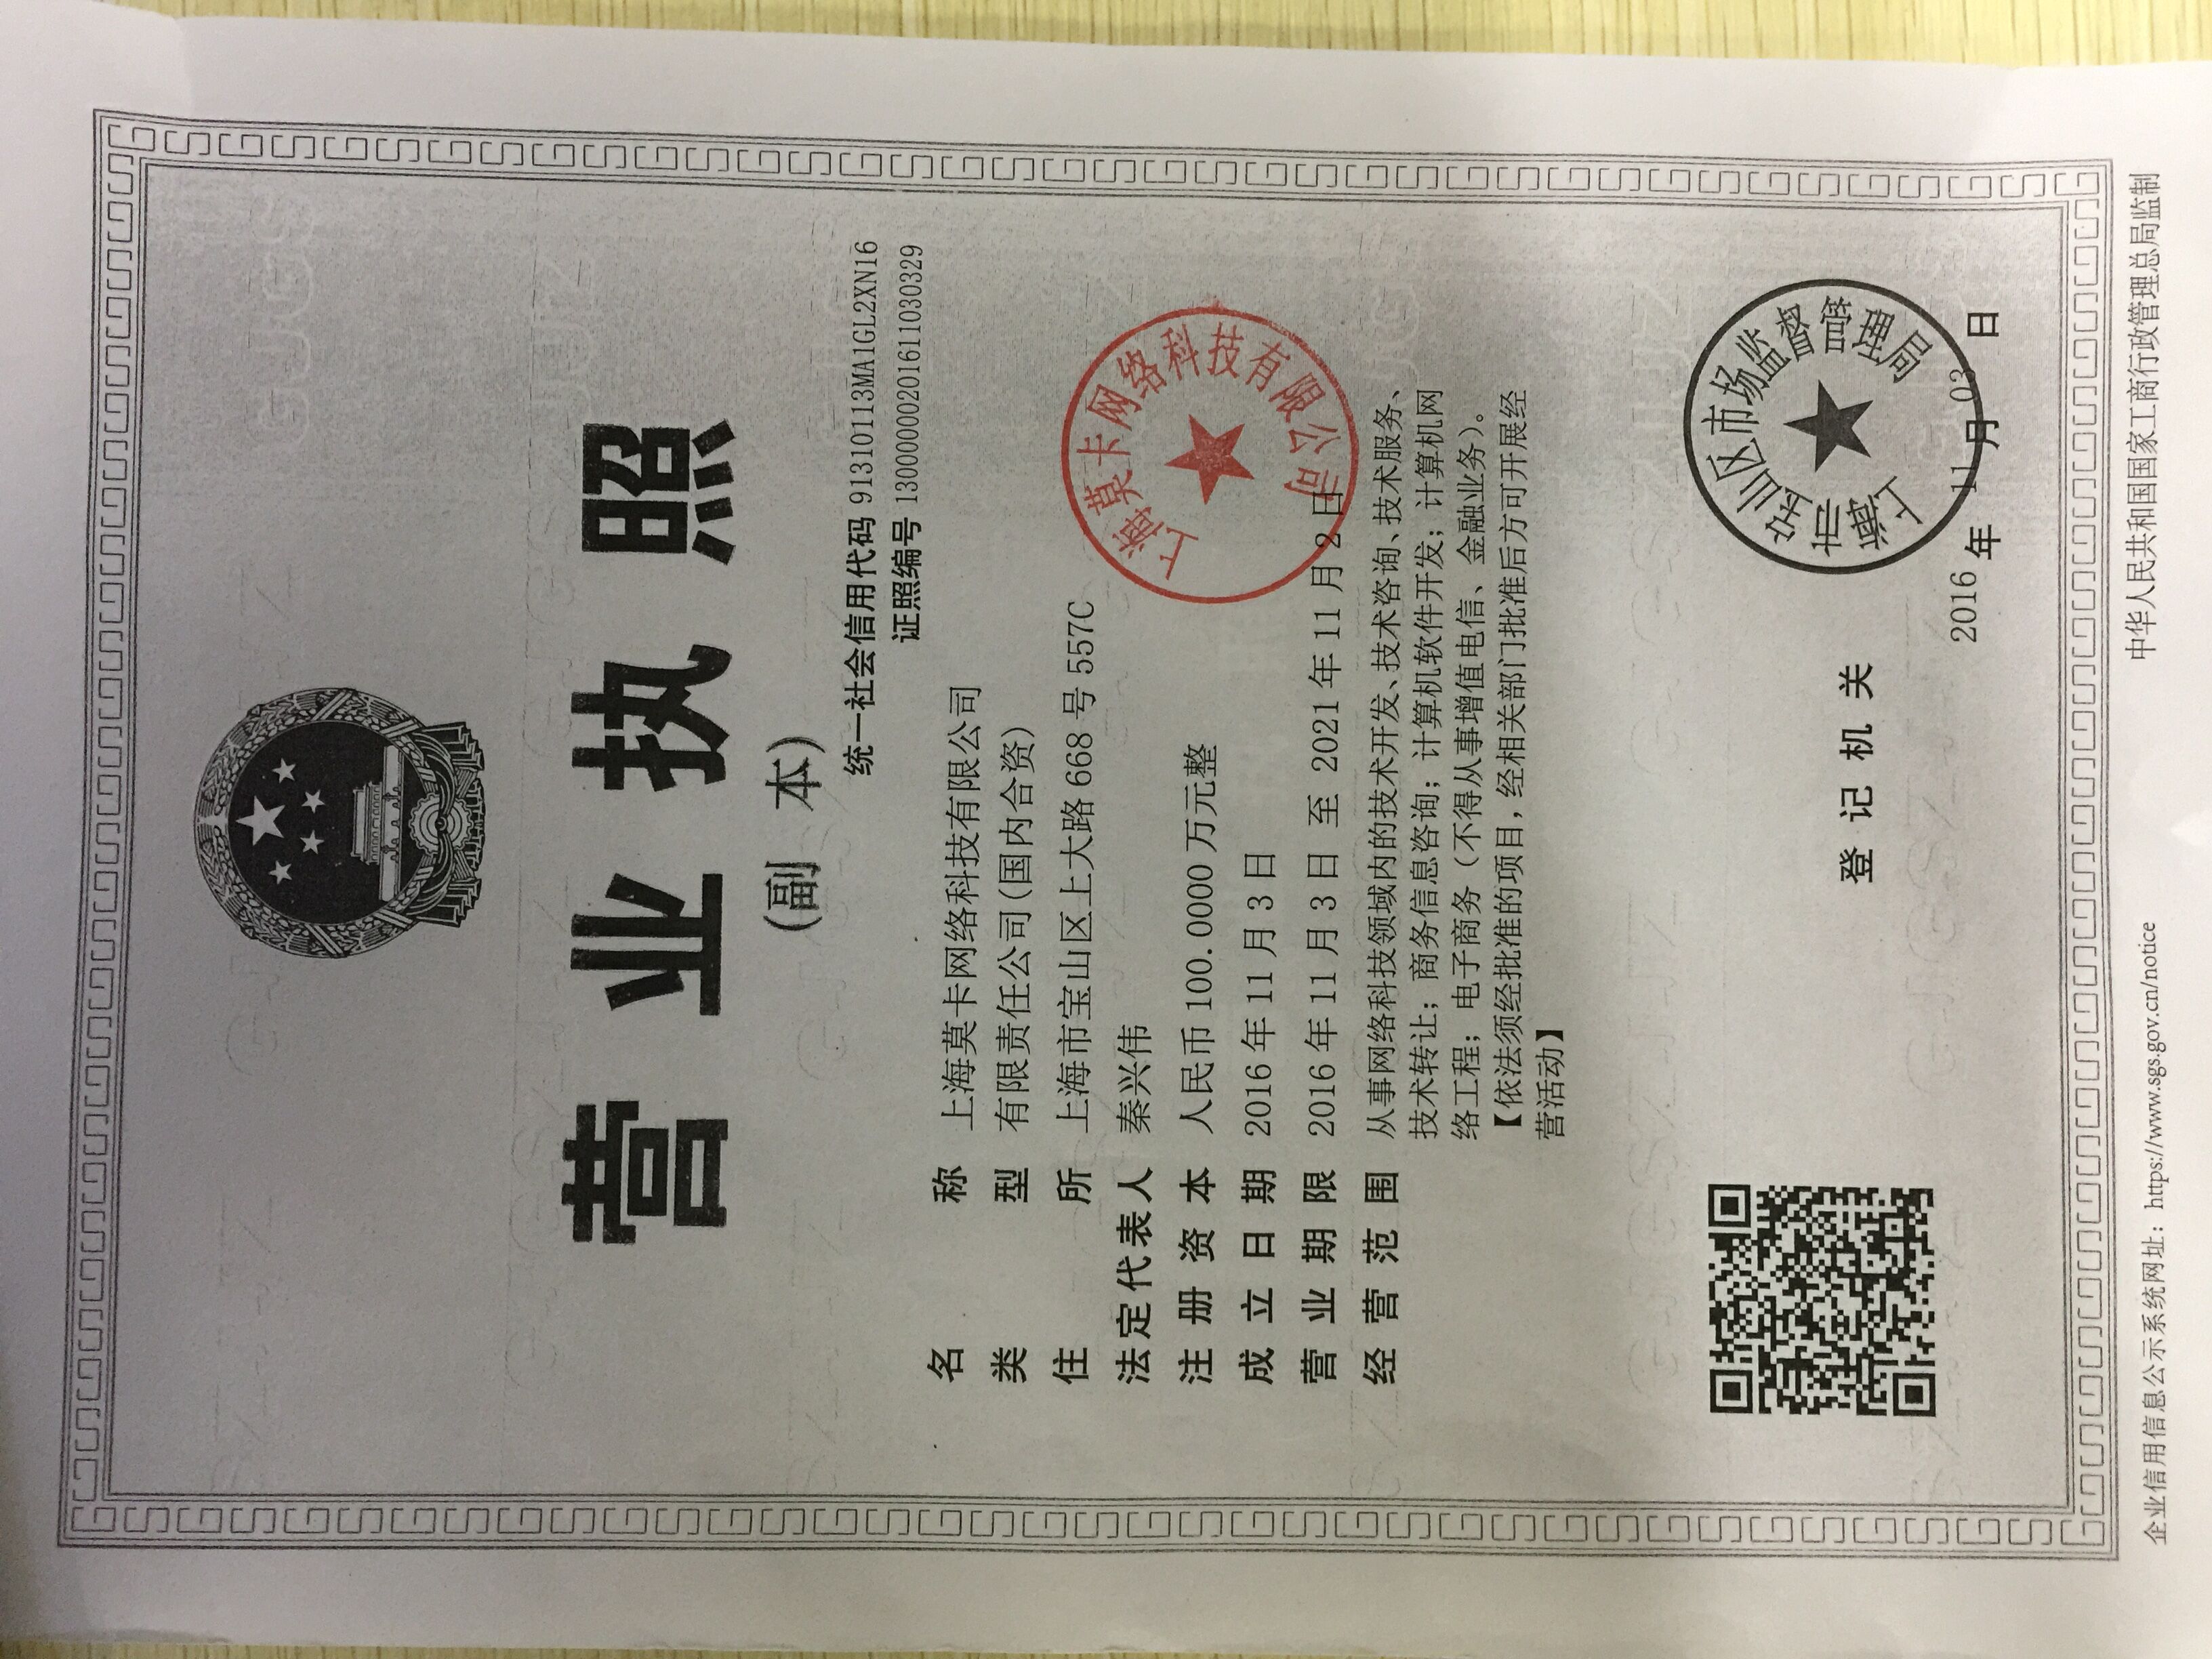 营业执照
(副 本)
统一社会信用代码 91310113MA1GL2XN16
证照编号 13000000201611030329
名称 上海莫卡网络科技有限公司
类型 有限责任公司(国内合资)
住所 上海市宝山区上大路 668 号 557C
法定代表人 秦兴伟
注册资本 人民币 100.0000 万元整
成立日期 2016 年 11 月 3 日
营业期限 2016 年 11 月 3 日 至 2021 年 11 月 2 日
经营范围 从事网络科技领域内的技术开发、技术咨询、技术服务、
技术转让；商务信息咨询；计算机软件开发；计算机网
络工程；电子商务（不得从事增值电信、金融业务）。
【依法须经批准的项目，经相关部门批准后方可开展经
营活动】
上海莫卡网络科技有限公司
登记机关
上海市宝山区市场监督管理局
2016 年 11 月 03 日
企业信用信息公示系统网址：https://www.sgs.gov.cn/notice
中华人民共和国国家工商行政管理总局监制